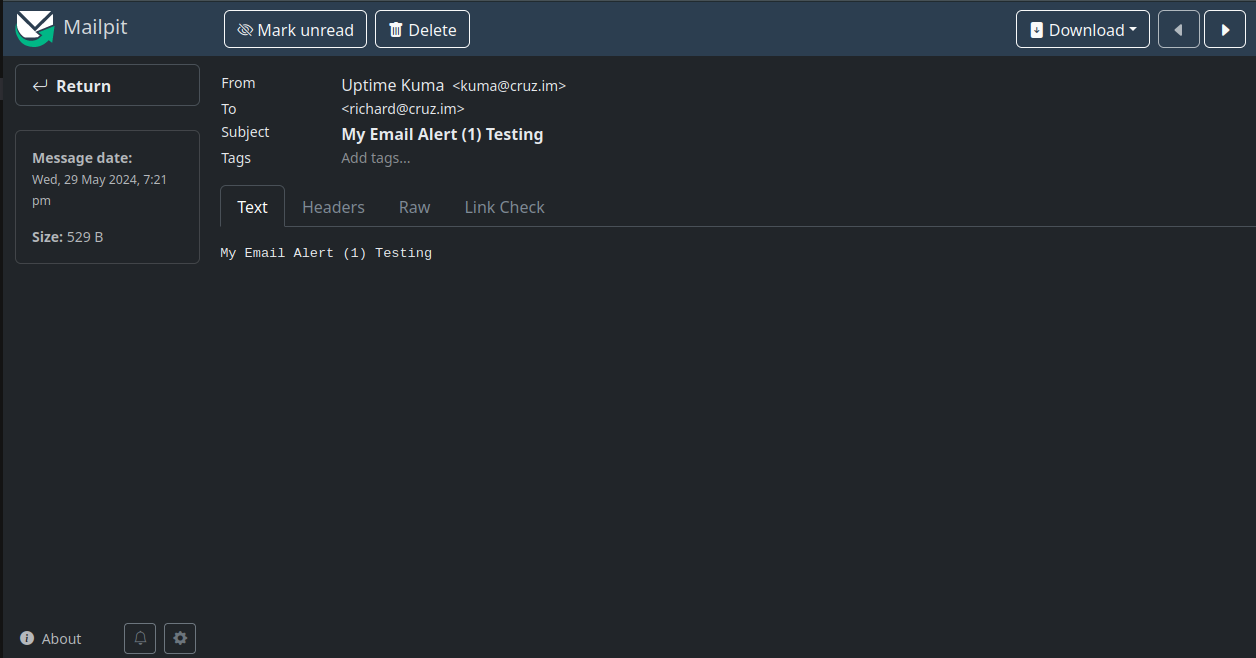 Mailpit
Mark unread
Delete
Download
Return
Message date:
Wed, 29 May 2024, 7:21
pm
Size: 529 B
From Uptime Kuma <kuma@cruz.im>
To <richard@cruz.im>
Subject My Email Alert (1) Testing
Tags Add tags...
Text Headers Raw Link Check
My Email Alert (1) Testing
About